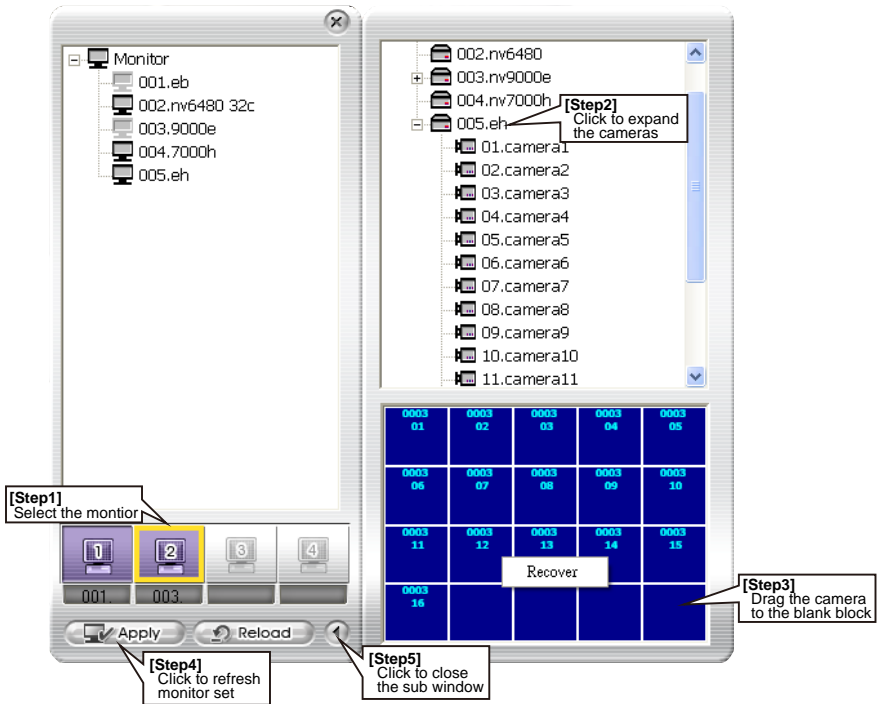 Monitor
001.eb
002.nv6480 32c
003.9000e
004.7000h
005.eh
002.nv6480
003.nv9000e
004.nv7000h
005.eh
01.camera1
02.camera2
03.camera3
04.camera4
05.camera5
06.camera6
07.camera7
08.camera8
09.camera9
10.camera10
11.camera11
[Step2]
Click to expand
the cameras
0003 0003 0003 0003 0003
01 02 03 04 05
0003 0003 0003 0003 0003
06 07 08 09 10
0003 0003 0003 0003 0003
11 12 13 14 15
Recover
0003
16
[Step1]
Select the montior
1 2 3 4
001. 003.
Apply Reload
[Step3]
Drag the camera
to the blank block
[Step4]
Click to refresh
monitor set
[Step5]
Click to close
the sub window